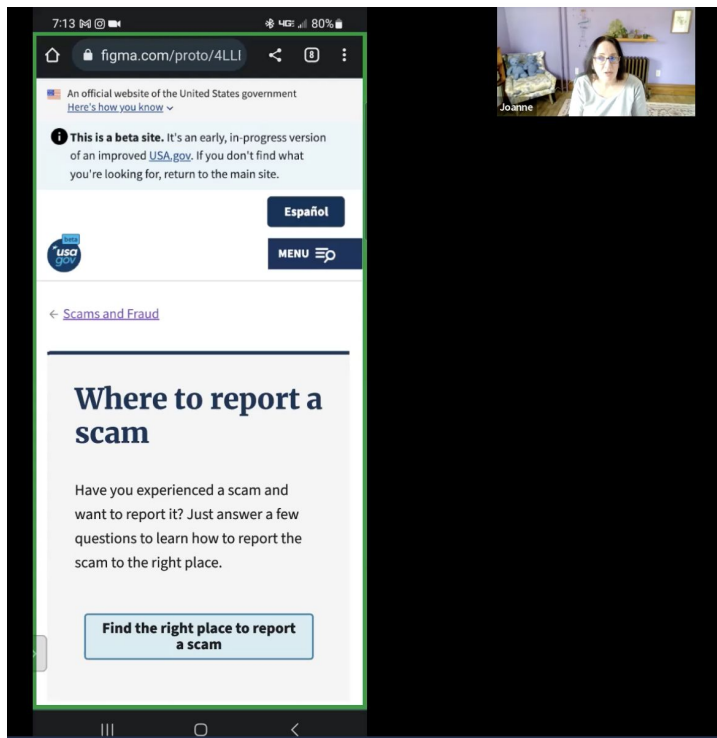 7:13
4G
80%
figma.com/proto/4LLI
8
An official website of the United States government
Here's how you know
This is a beta site. It's an early, in-progress version
of an improved USA.gov. If you don't find what
you're looking for, return to the main site.
Español
beta
usa
gov
MENU
← Scams and Fraud
Where to report a
scam
Have you experienced a scam and
want to report it? Just answer a few
questions to learn how to report the
scam to the right place.
Find the right place to report
a scam
Joanne